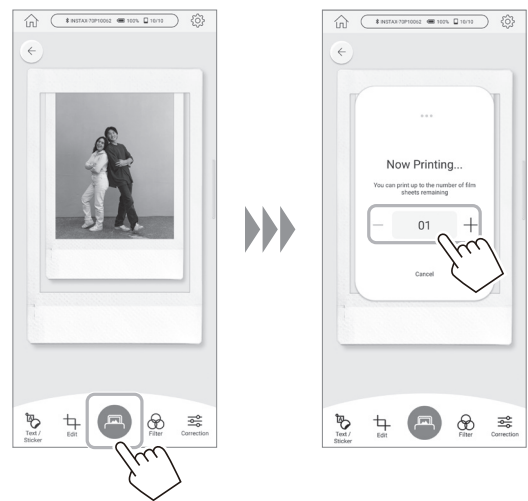 INSTAX-73P10062 100% 10/10
Text /
Sticker
Edit
Filter
Correction
INSTAX-73P10062 100% 10/10
Now Printing...
You can print up to the number of film
sheets remaining
01
Cancel
Text /
Sticker
Edit
Filter
Correction